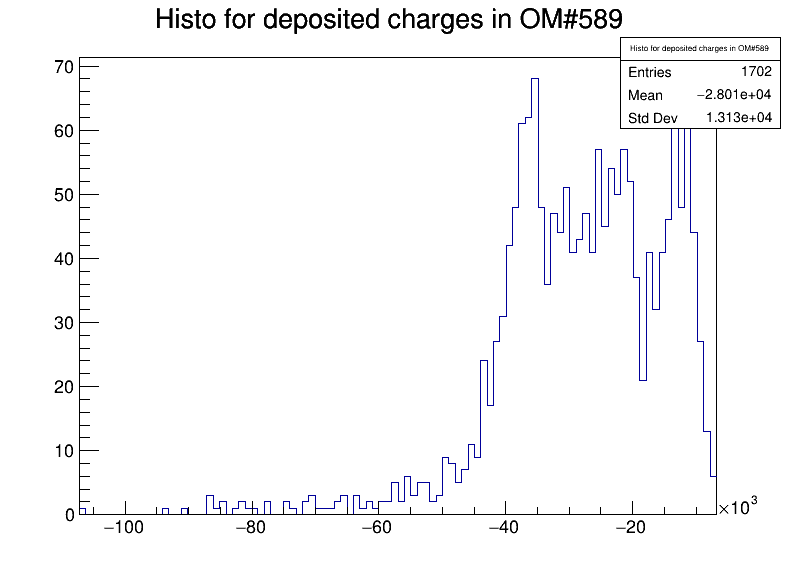 Histo for deposited charges in OM#589
Histo for deposited charges in OM#589
Entries 1702
Mean −2.801e+04
Std Dev 1.313e+04
70
60
50
40
30
20
10
0
−100 −80 −60 −40 −20 ×10³